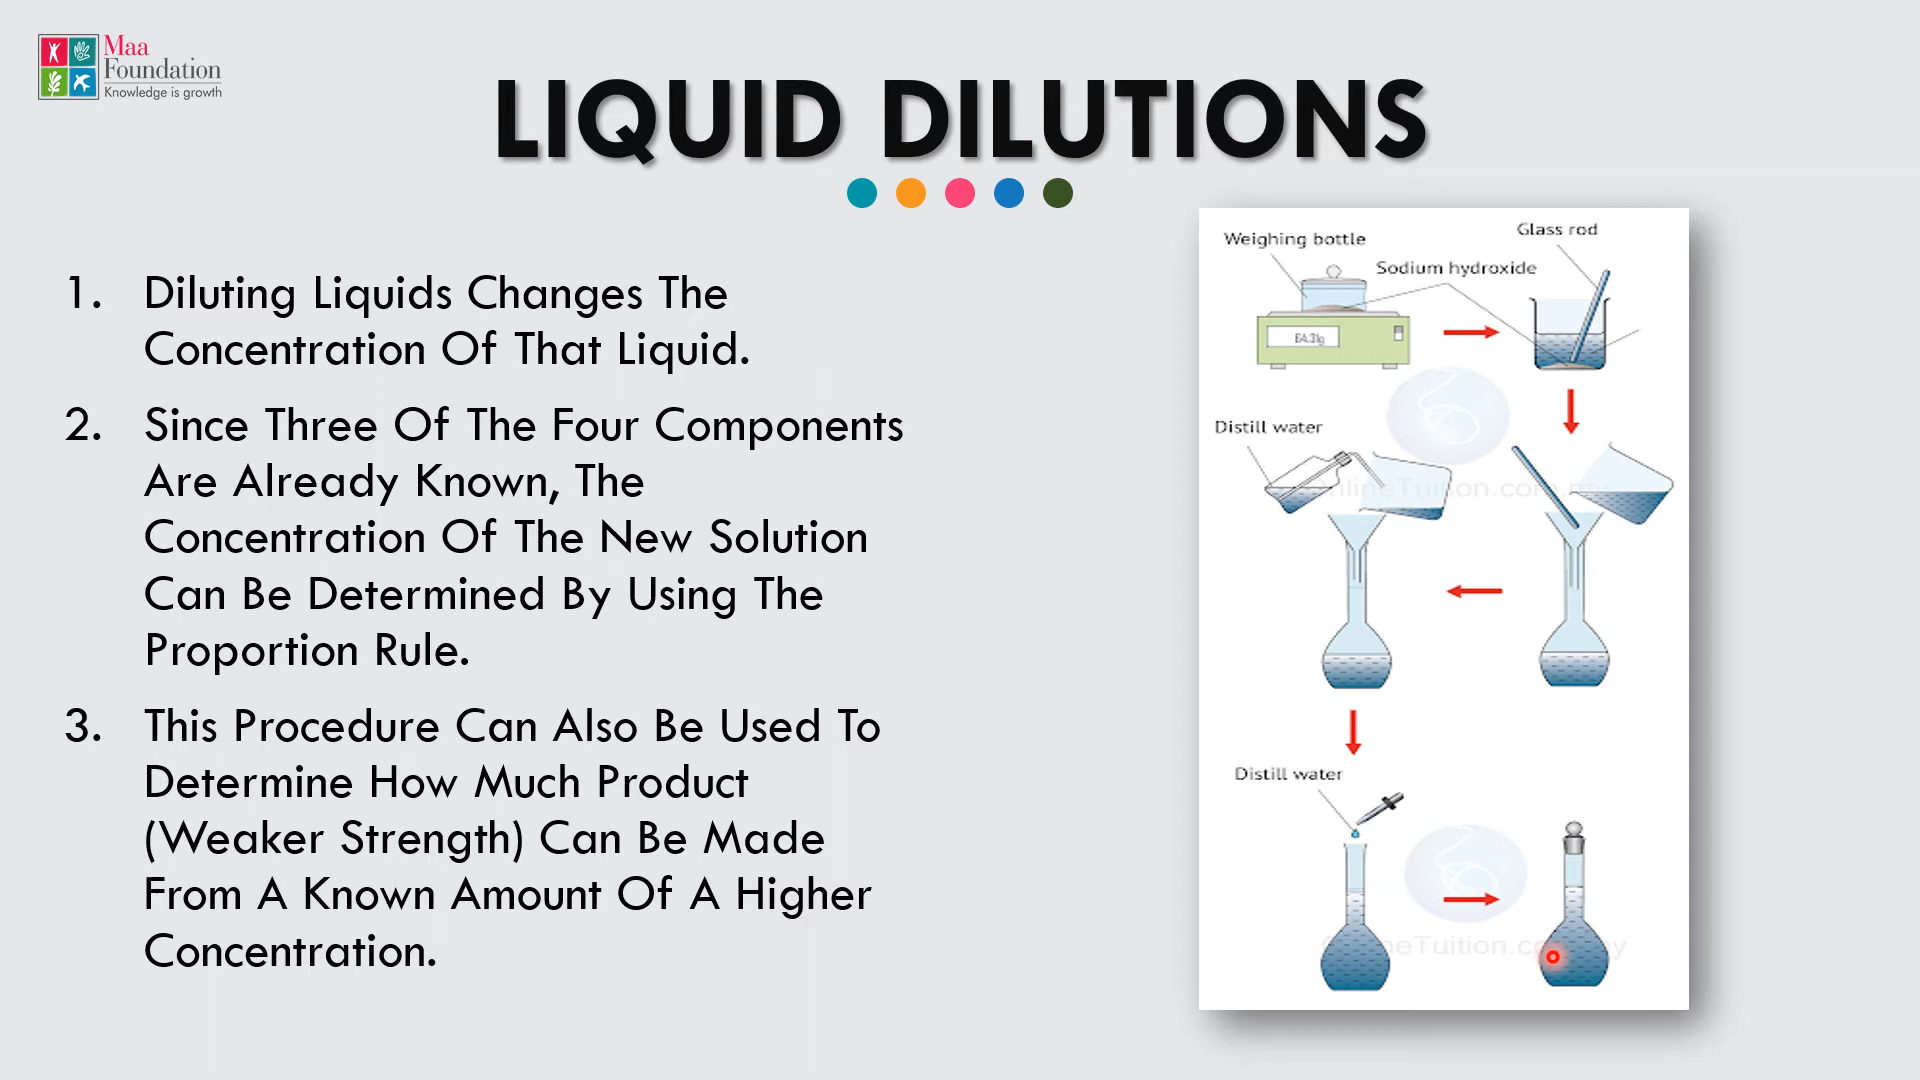 Maa
Foundation
Knowledge is growth
LIQUID DILUTIONS
1. Diluting Liquids Changes The
Concentration Of That Liquid.
2. Since Three Of The Four Components
Are Already Known, The
Concentration Of The New Solution
Can Be Determined By Using The
Proportion Rule.
3. This Procedure Can Also Be Used To
Determine How Much Product
(Weaker Strength) Can Be Made
From A Known Amount Of A Higher
Concentration.
Weighing bottle
Glass rod
Sodium hydroxide
Distill water
Distill water